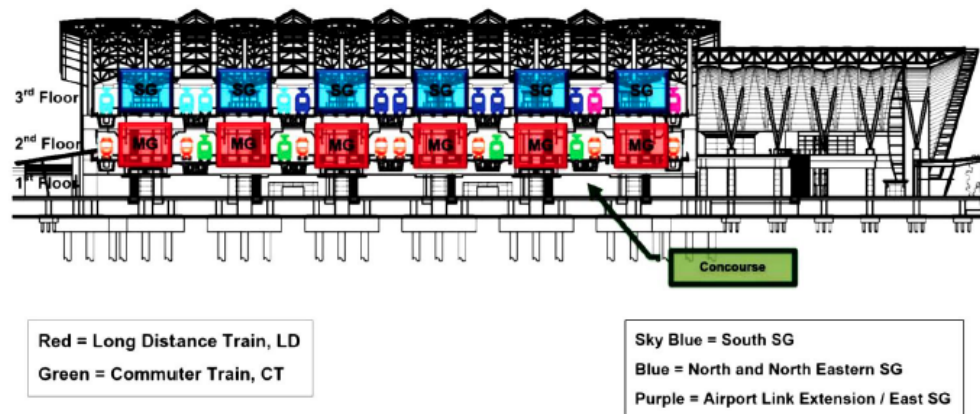 SG SG SG SG SG SG
3rd Floor
2nd Floor
MG MG MG MG MG MG
1st Floor
Concourse
Red = Long Distance Train, LD
Green = Commuter Train, CT
Sky Blue = South SG
Blue = North and North Eastern SG
Purple = Airport Link Extension / East SG